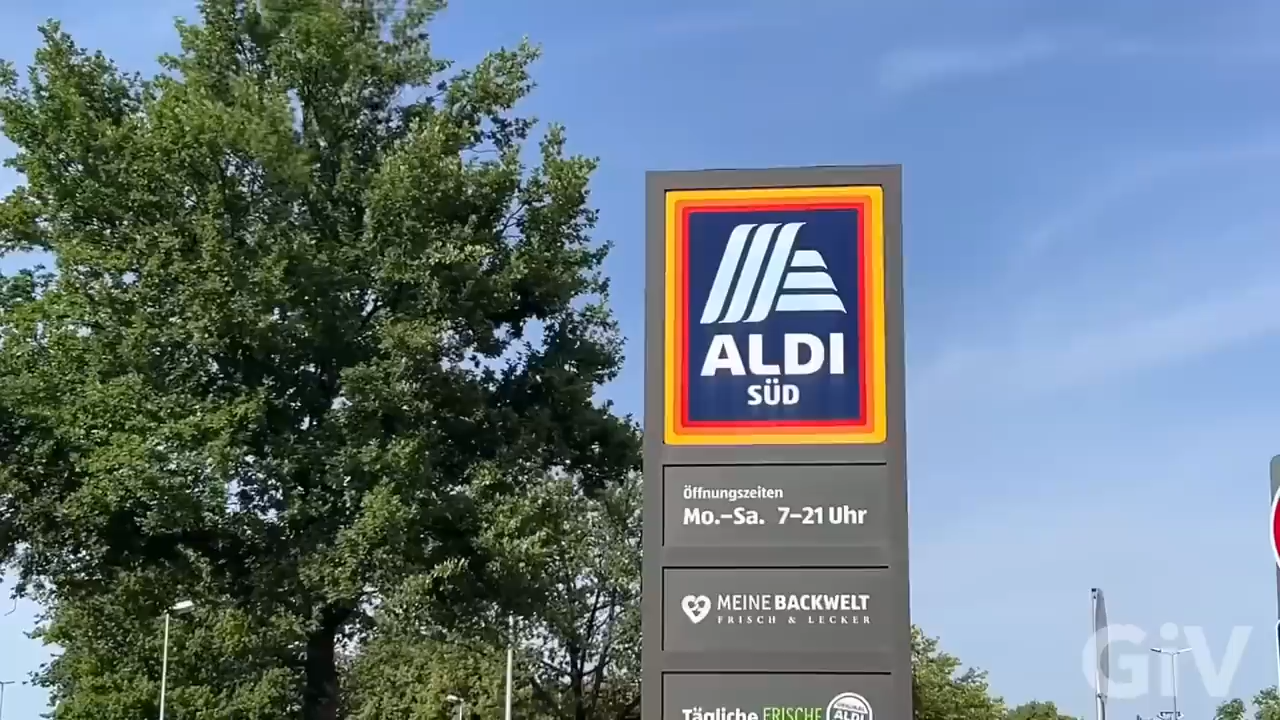 ALDI
SÜD
Öffnungszeiten
Mo.–Sa. 7–21 Uhr
MEINE BACKWELT
FRISCH & LECKER
Tägliche FRISCHE
ALDI
GiV